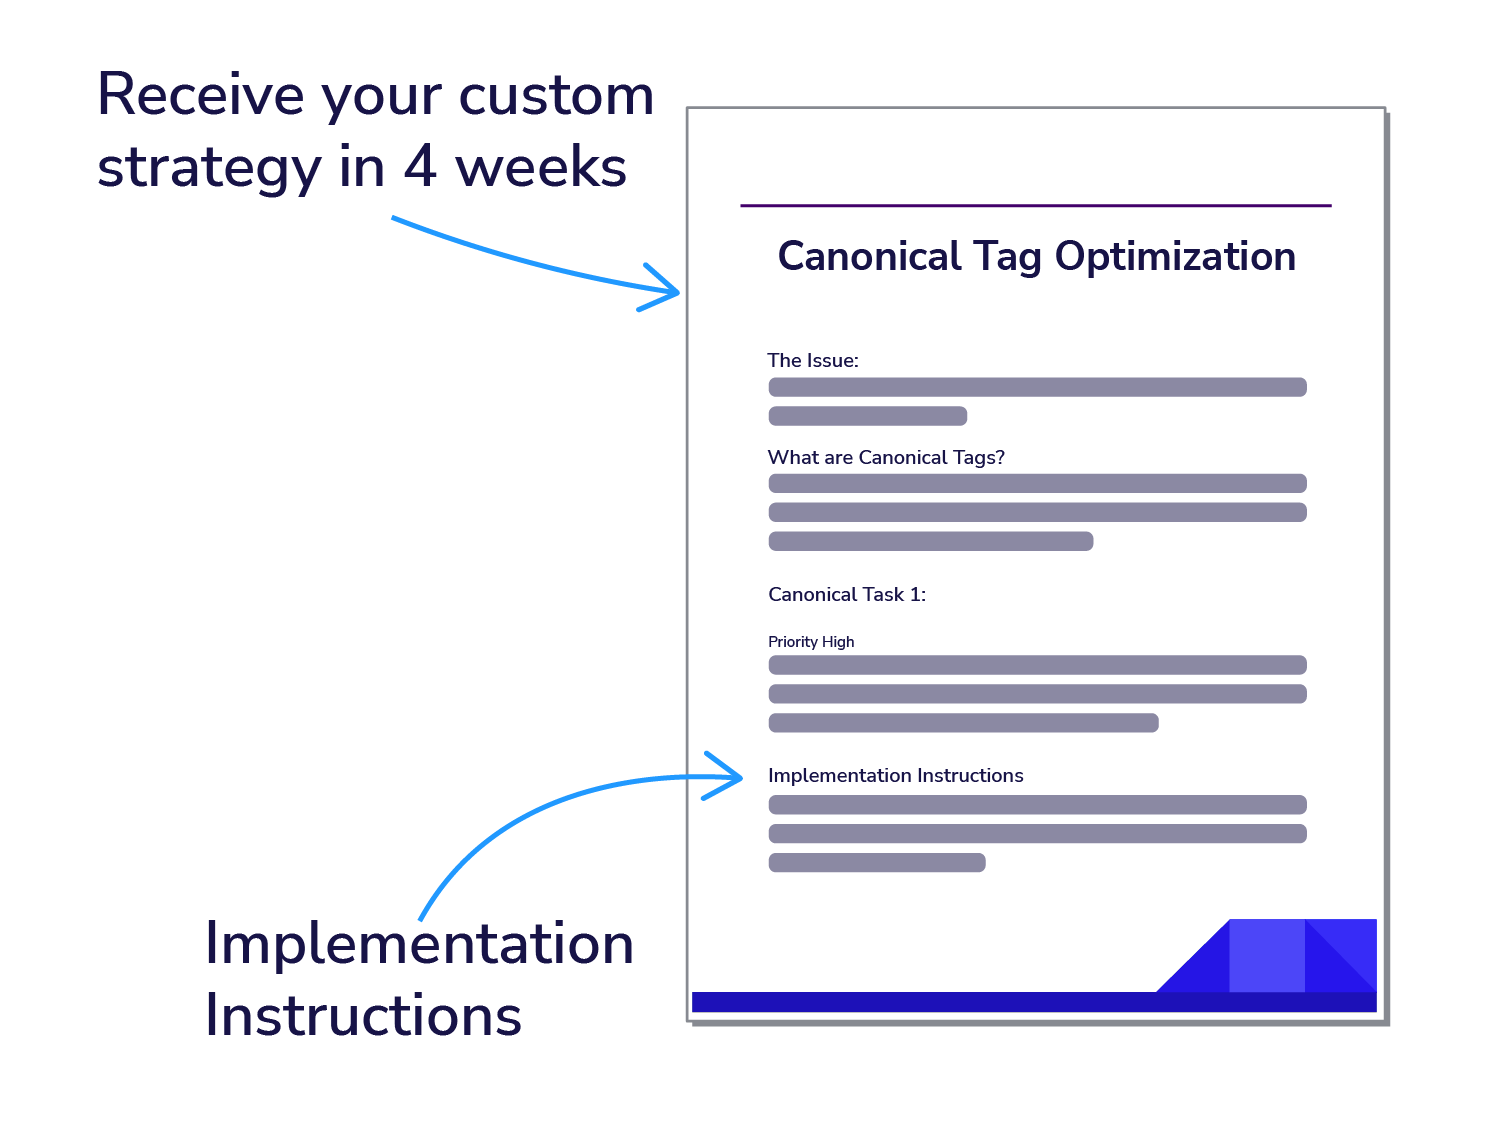 Receive your custom
strategy in 4 weeks
Canonical Tag Optimization
The Issue:
What are Canonical Tags?
Canonical Task 1:
Priority High
Implementation Instructions
Implementation
Instructions